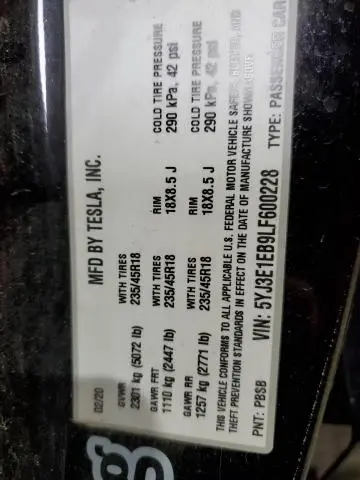 MFD BY TESLA, INC.
02/20
GVWR WITH TIRES
2301 kg (5072 lb) 235/45R18
GAWR FRT WITH TIRES RIM COLD TIRE PRESSURE
1110 kg (2447 lb) 235/45R18 18X8.5 J 290 kPa, 42 psi
GAWR RR WITH TIRES RIM COLD TIRE PRESSURE
1257 kg (2771 lb) 235/45R18 18X8.5 J 290 kPa, 42 psi
THIS VEHICLE CONFORMS TO ALL APPLICABLE U.S. FEDERAL MOTOR VEHICLE SAFETY, BUMPER, AND
THEFT PREVENTION STANDARDS IN EFFECT ON THE DATE OF MANUFACTURE SHOWN ABOVE
PNT: PBSB VIN: 5YJ3E1EB9LF600228 TYPE: PASSENGER CAR